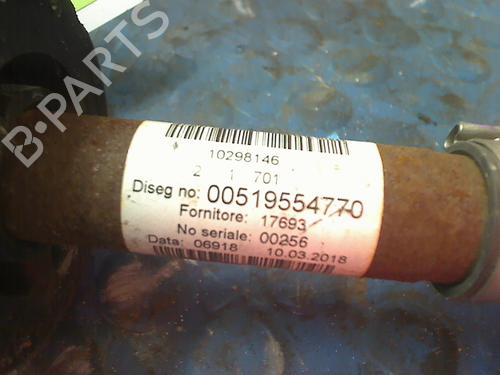 B-PARTS
10298146
2 1 701
Diseg no: 00519554770
Fornitore: 17693
No seriale: 00256
Data: 06918 10.03.2018